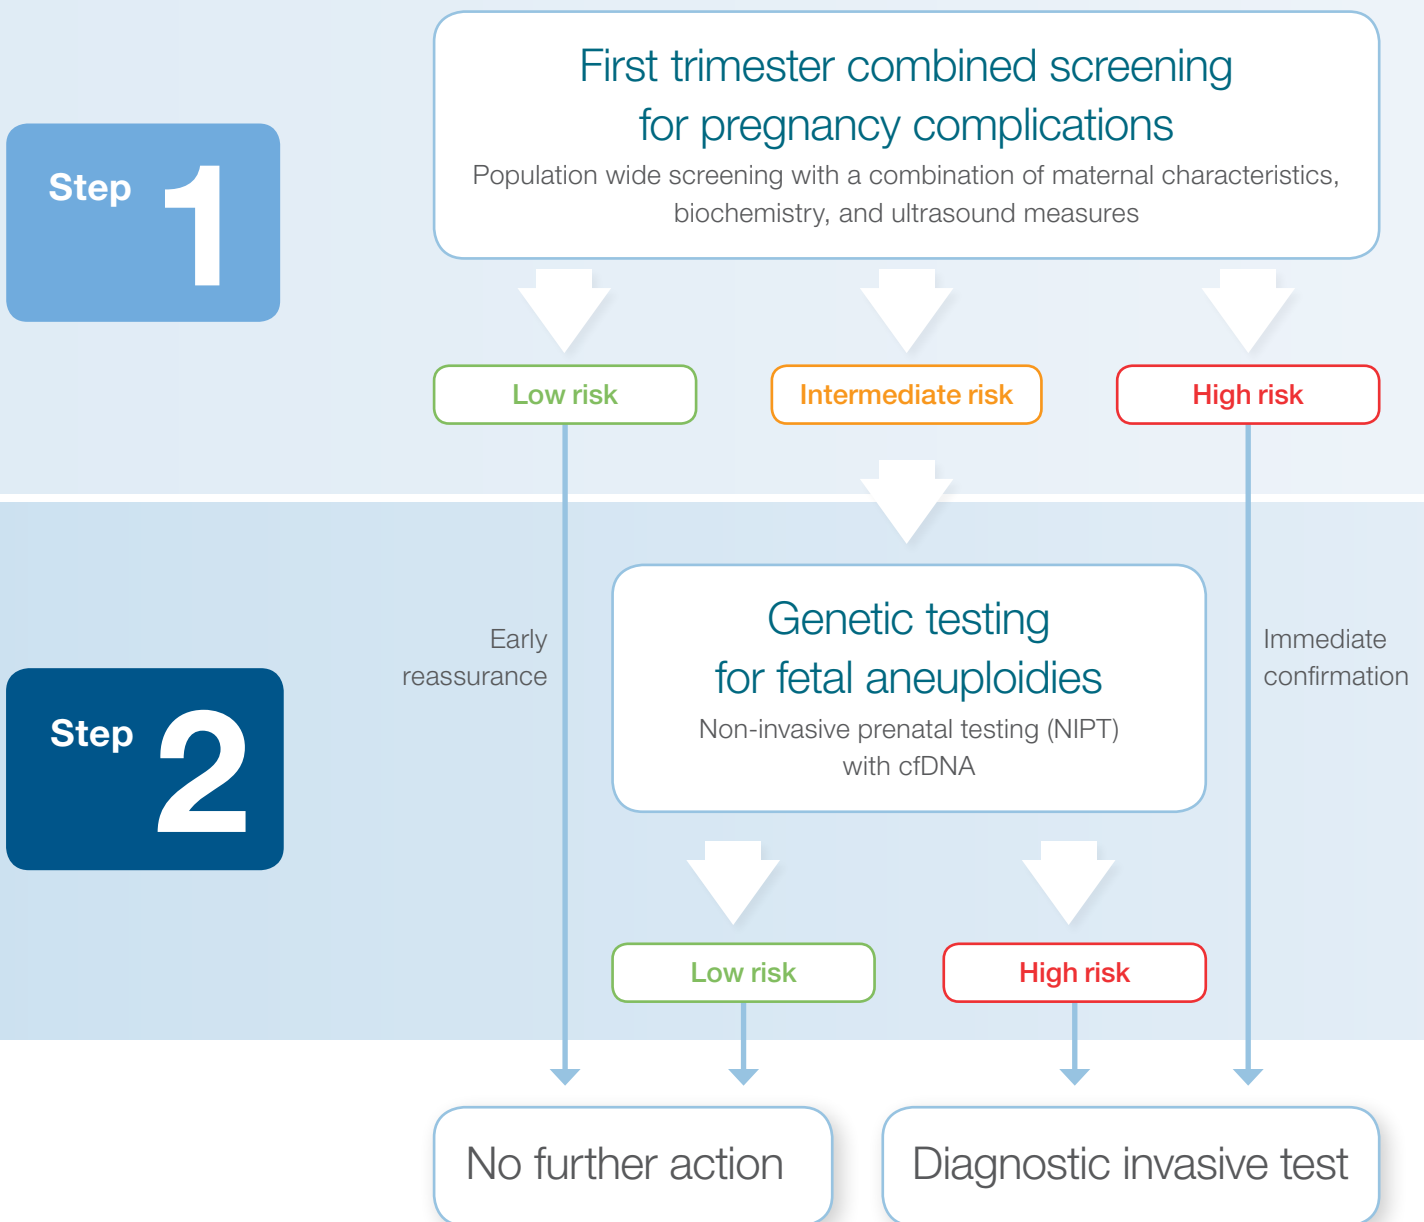 First trimester combined screening
for pregnancy complications
Population wide screening with a combination of maternal characteristics,
biochemistry, and ultrasound measures
Step 1
Low risk
Intermediate risk
High risk
Early
reassurance
Genetic testing
for fetal aneuploidies
Non-invasive prenatal testing (NIPT)
with cfDNA
Immediate
confirmation
Step 2
Low risk
High risk
No further action
Diagnostic invasive test